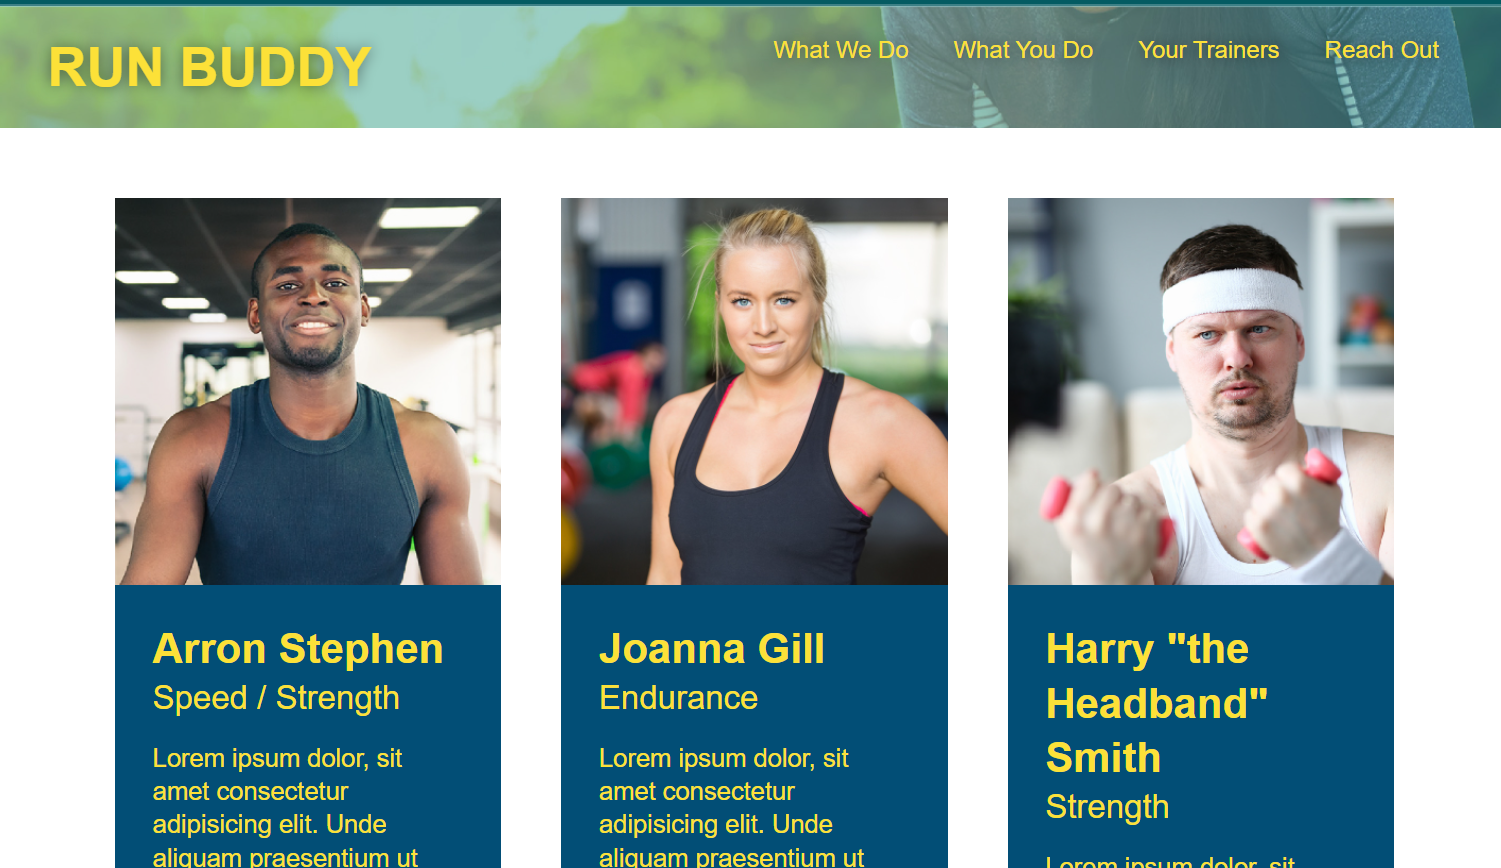 RUN BUDDY
What We Do What You Do Your Trainers Reach Out
Arron Stephen
Speed / Strength
Lorem ipsum dolor, sit
amet consectetur
adipisicing elit. Unde
aliquam praesentium ut
Joanna Gill
Endurance
Lorem ipsum dolor, sit
amet consectetur
adipisicing elit. Unde
aliquam praesentium ut
Harry "the
Headband"
Smith
Strength
Lorem ipsum dolor, sit